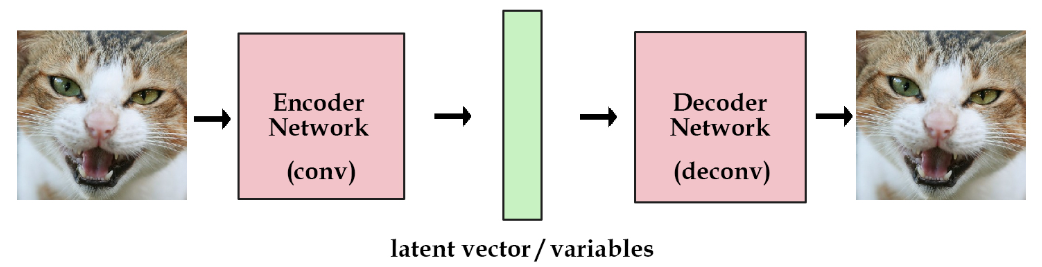 Encoder
Network
(conv)
Decoder
Network
(deconv)
latent vector / variables